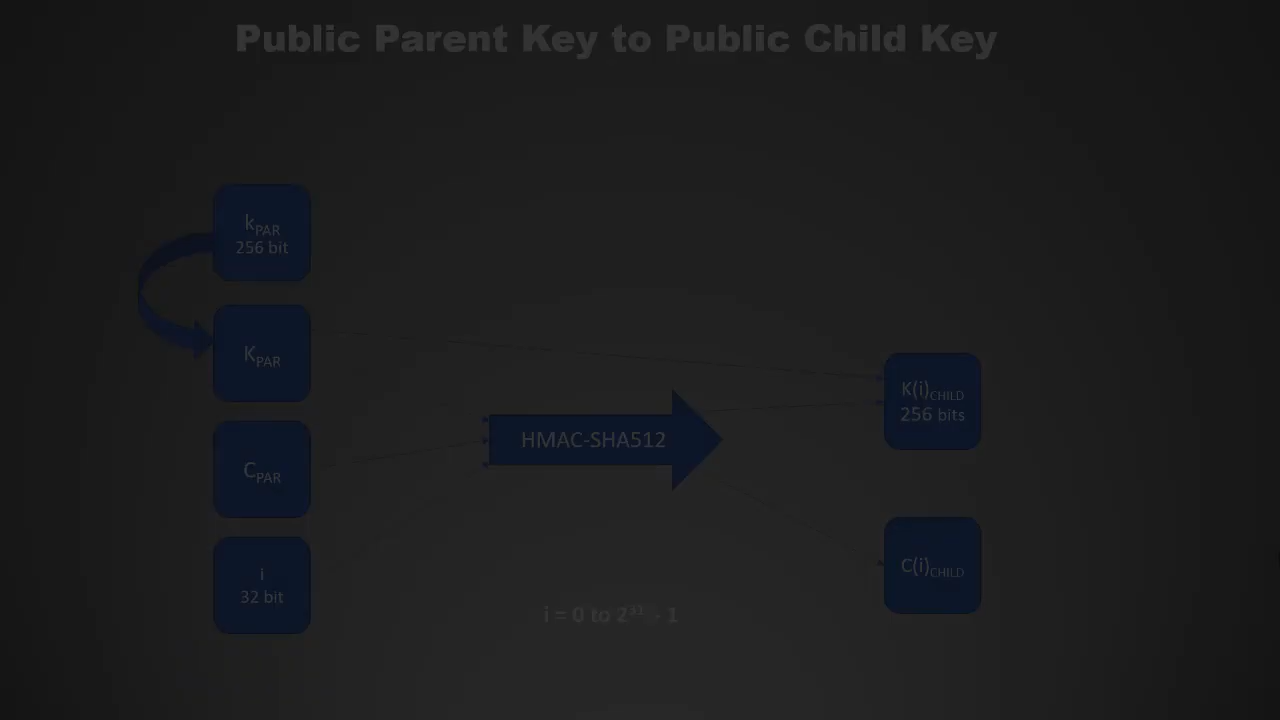 Public Parent Key to Public Child Key
kPAR
256 bit
KPAR
CPAR
i
32 bit
HMAC-SHA512
K(i)CHILD
256 bits
C(i)CHILD
i = 0 to 2³¹ - 1